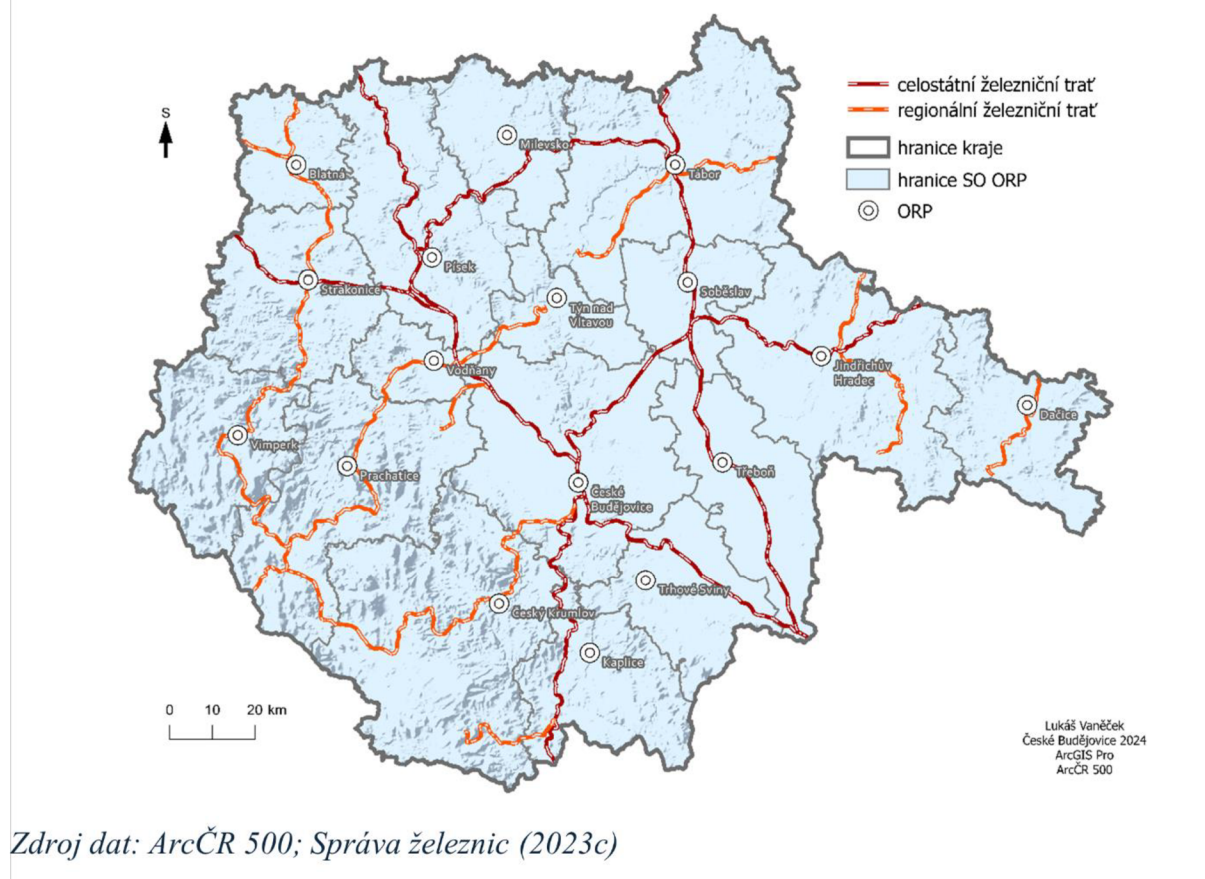 S
celostátní železniční trať
regionální železniční trať
hranice kraje
hranice SO ORP
ORP
Milevsko
Blatná
Tábor
Písek
Strakonice
Soběslav
Týn nad
Vltavou
Vodňany
Jindřichův
Hradec
Dačice
Vimperk
Prachatice
Třeboň
České
Budějovice
Trhové Sviny
Český Krumlov
Kaplice
0 10 20 km
Lukáš Vaněček
České Budějovice 2024
ArcGIS Pro
ArcČR 500
Zdroj dat: ArcČR 500; Správa železnic (2023c)